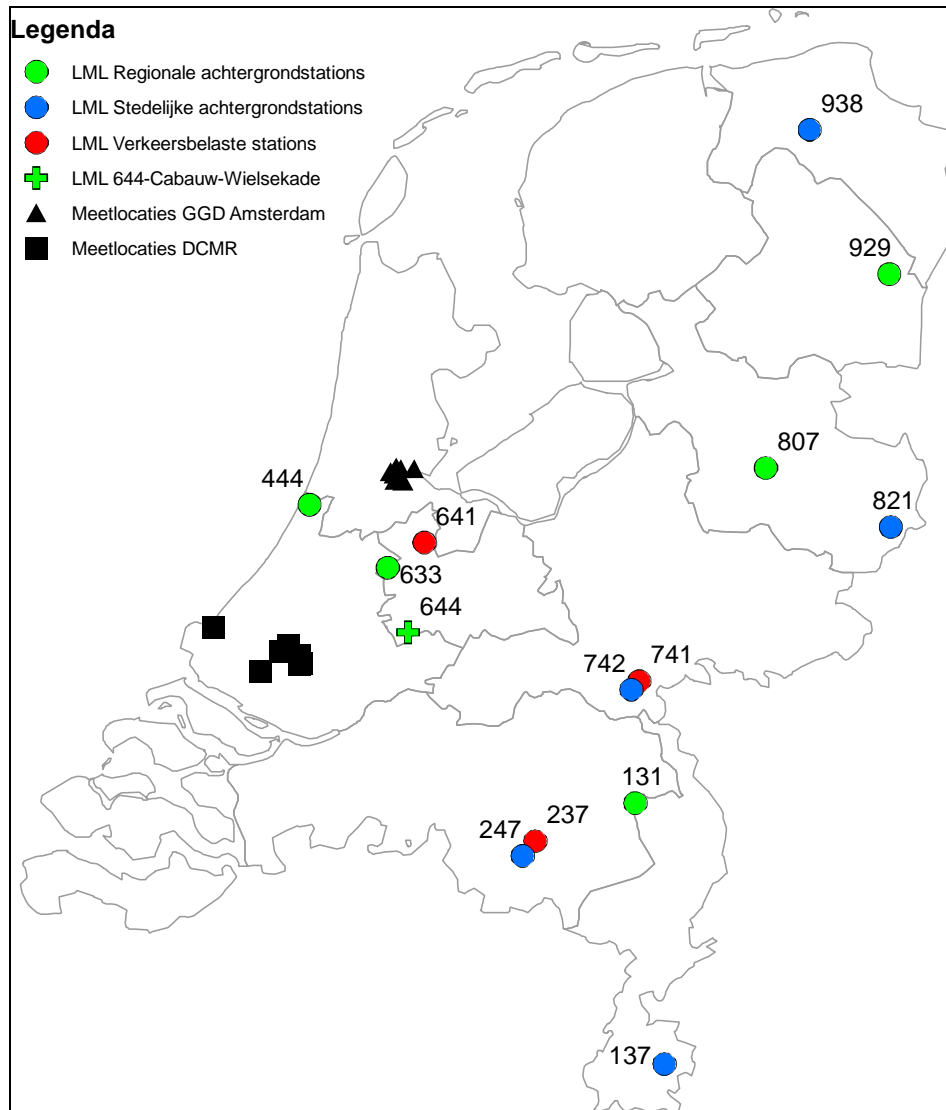 Legenda
LML Regionale achtergrondstations
LML Stedelijke achtergrondstations
LML Verkeersbelaste stations
LML 644-Cabauw-Wielsekade
Meetlocaties GGD Amsterdam
Meetlocaties DCMR
938
929
807
444
821
641
633
644
742
741
131
247
237
137